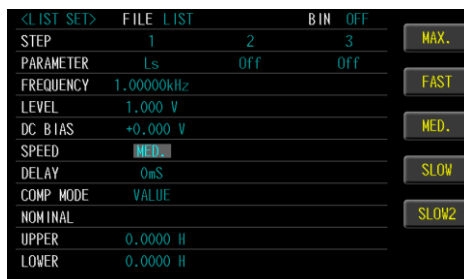 <LIST SET> FILE LIST BIN OFF
STEP 1 2 3
MAX.
PARAMETER Ls Off Off
FREQUENCY 1.00000kHz
FAST
LEVEL 1.000 V
DC BIAS +0.000 V
MED.
SPEED MED.
DELAY 0mS
SLOW
COMP MODE VALUE
NOMINAL
SLOW2
UPPER 0.0000 H
LOWER 0.0000 H